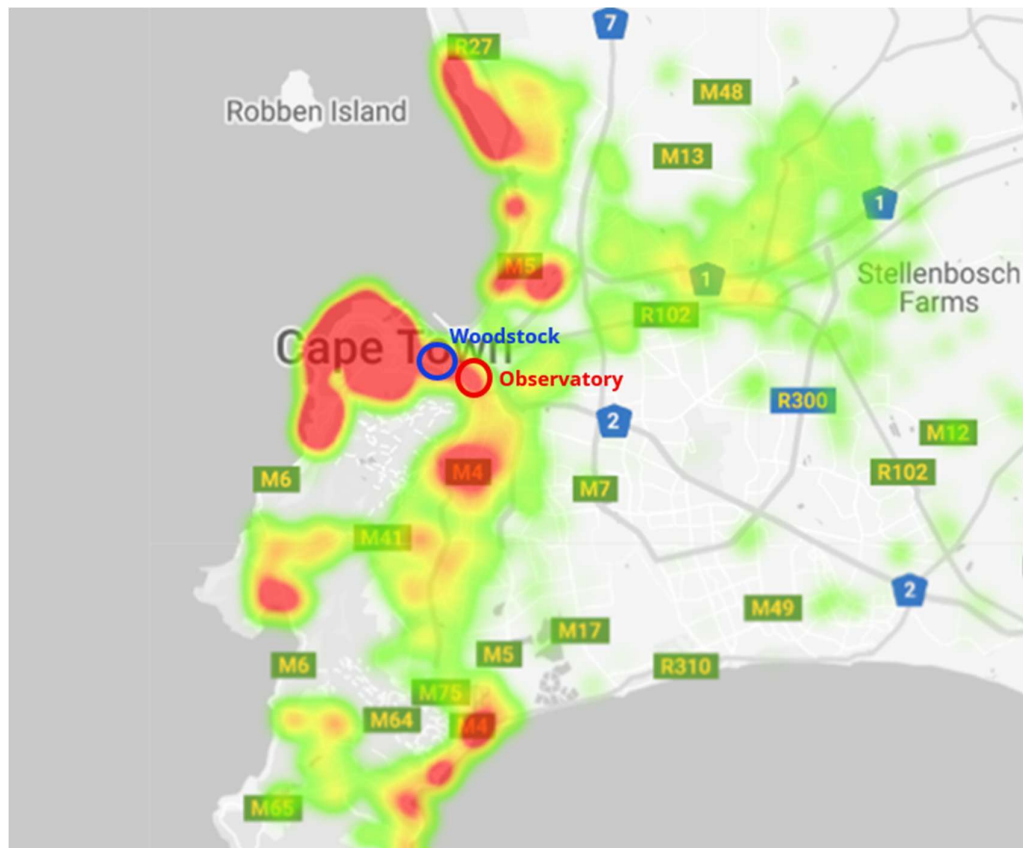 7
R27
M48
Robben Island
M13
1
M5
1
Stellenbosch
Farms
R102
Woodstock
Cape Town
Observatory
R300
2
M12
M6
M4
R102
M7
M41
2
M49
M17
M6
M5
R310
M75
M64
M4
M65